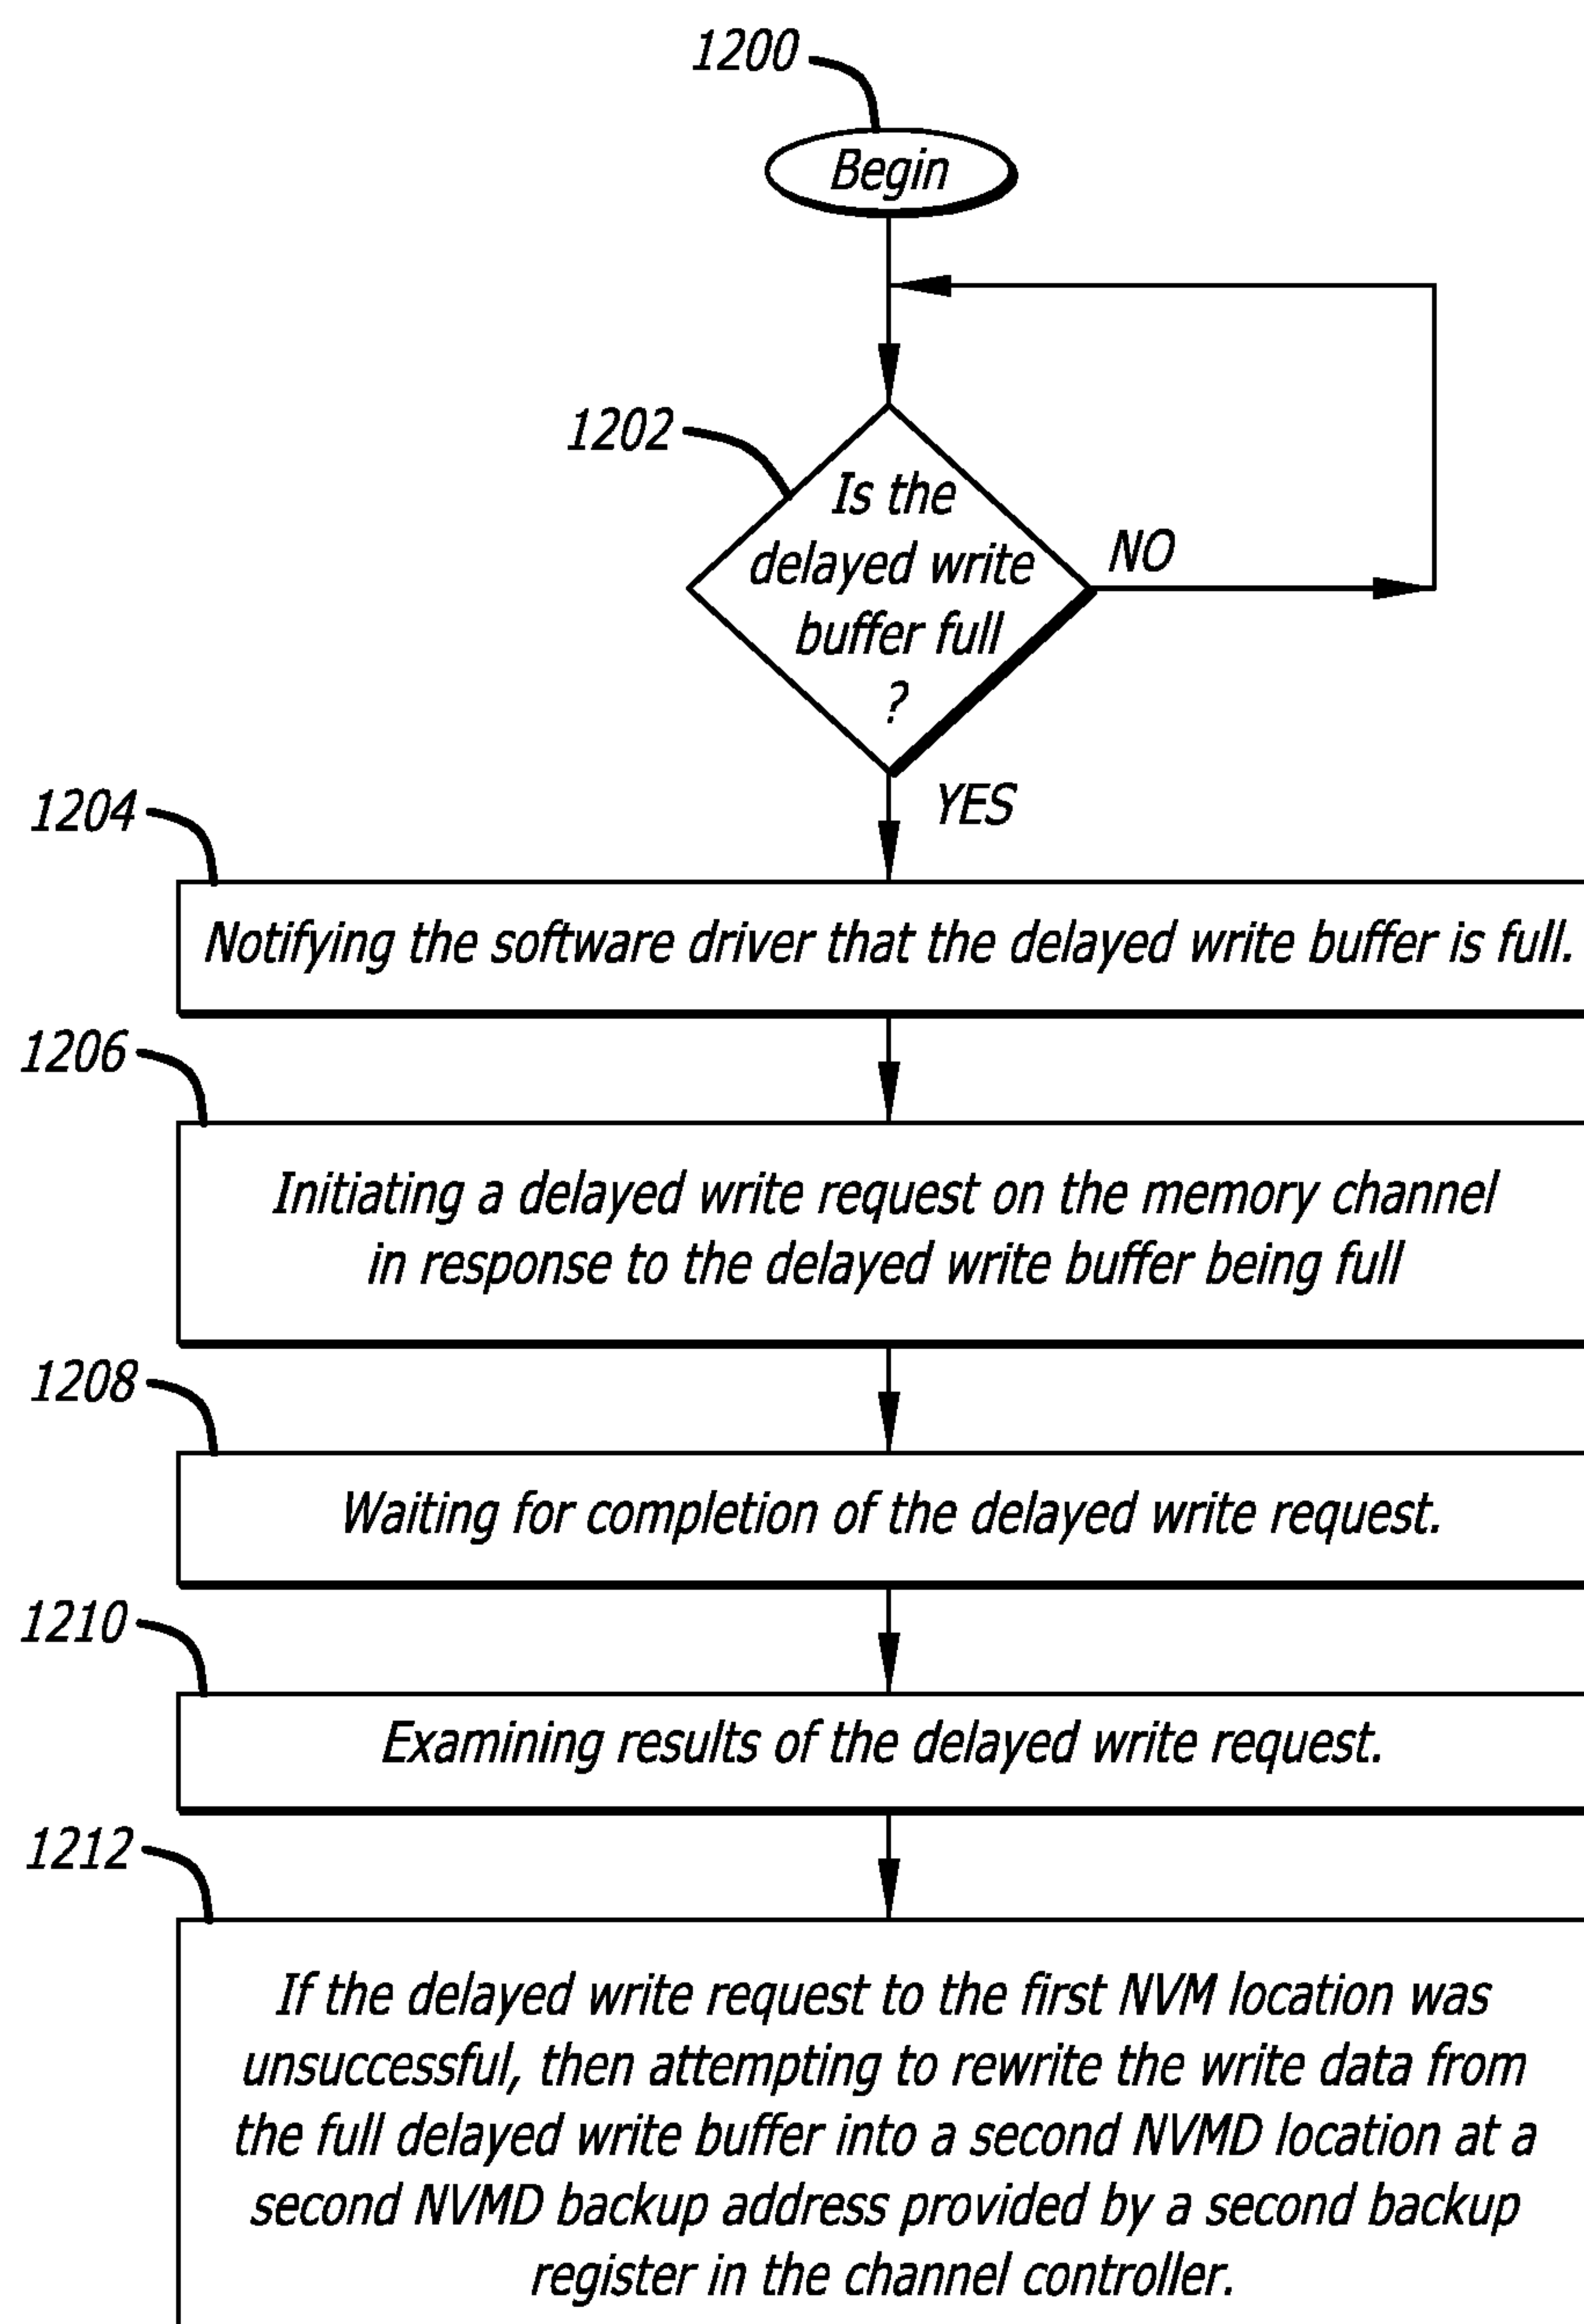 1200
Begin
1202
Is the
delayed write
buffer full
?
NO
YES
1204
Notifying the software driver that the delayed write buffer is full.
1206
Initiating a delayed write request on the memory channel
in response to the delayed write buffer being full
1208
Waiting for completion of the delayed write request.
1210
Examining results of the delayed write request.
1212
If the delayed write request to the first NVM location was
unsuccessful, then attempting to rewrite the write data from
the full delayed write buffer into a second NVMD location at a
second NVMD backup address provided by a second backup
register in the channel controller.